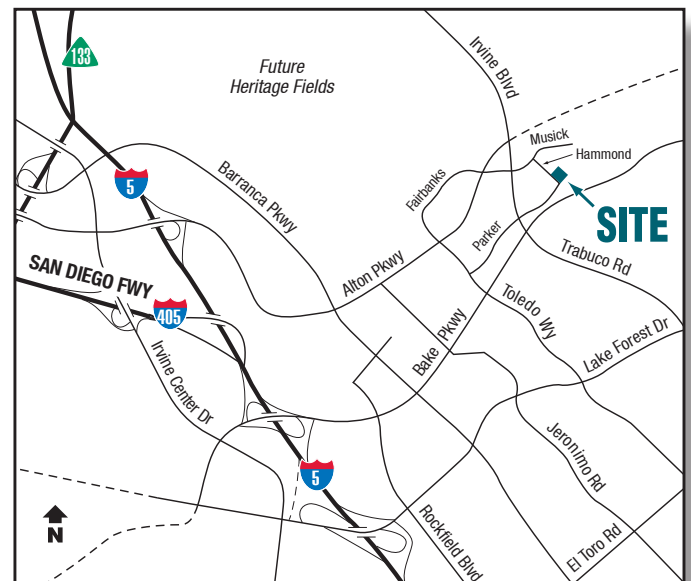 133
Future
Heritage Fields
Irvine Blvd
Musick
Hammond
Fairbanks
5
Barranca Pkwy
SITE
Parker
Trabuco Rd
SAN DIEGO FWY
Alton Pkwy
405
Toledo Wy
Bake Pkwy
Lake Forest Dr
Irvine Center Dr
Jeronimo Rd
5
Rockfield Blvd
El Toro Rd
N